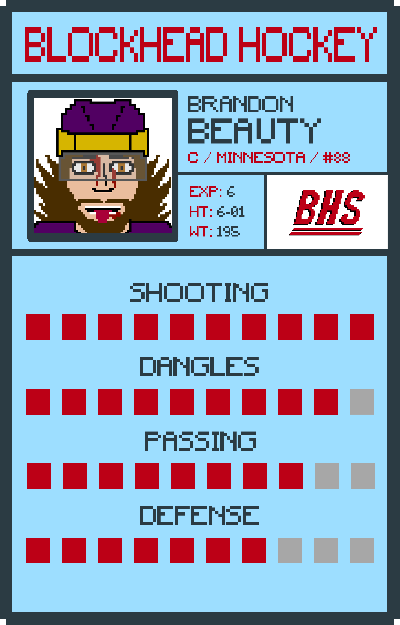 BLOCKHEAD HOCKEY
BRANDON
BEAUTY
C / MINNESOTA / #88
EXP: 6
HT: 6-01
WT: 195
BHS
SHOOTING
DANGLES
PASSING
DEFENSE